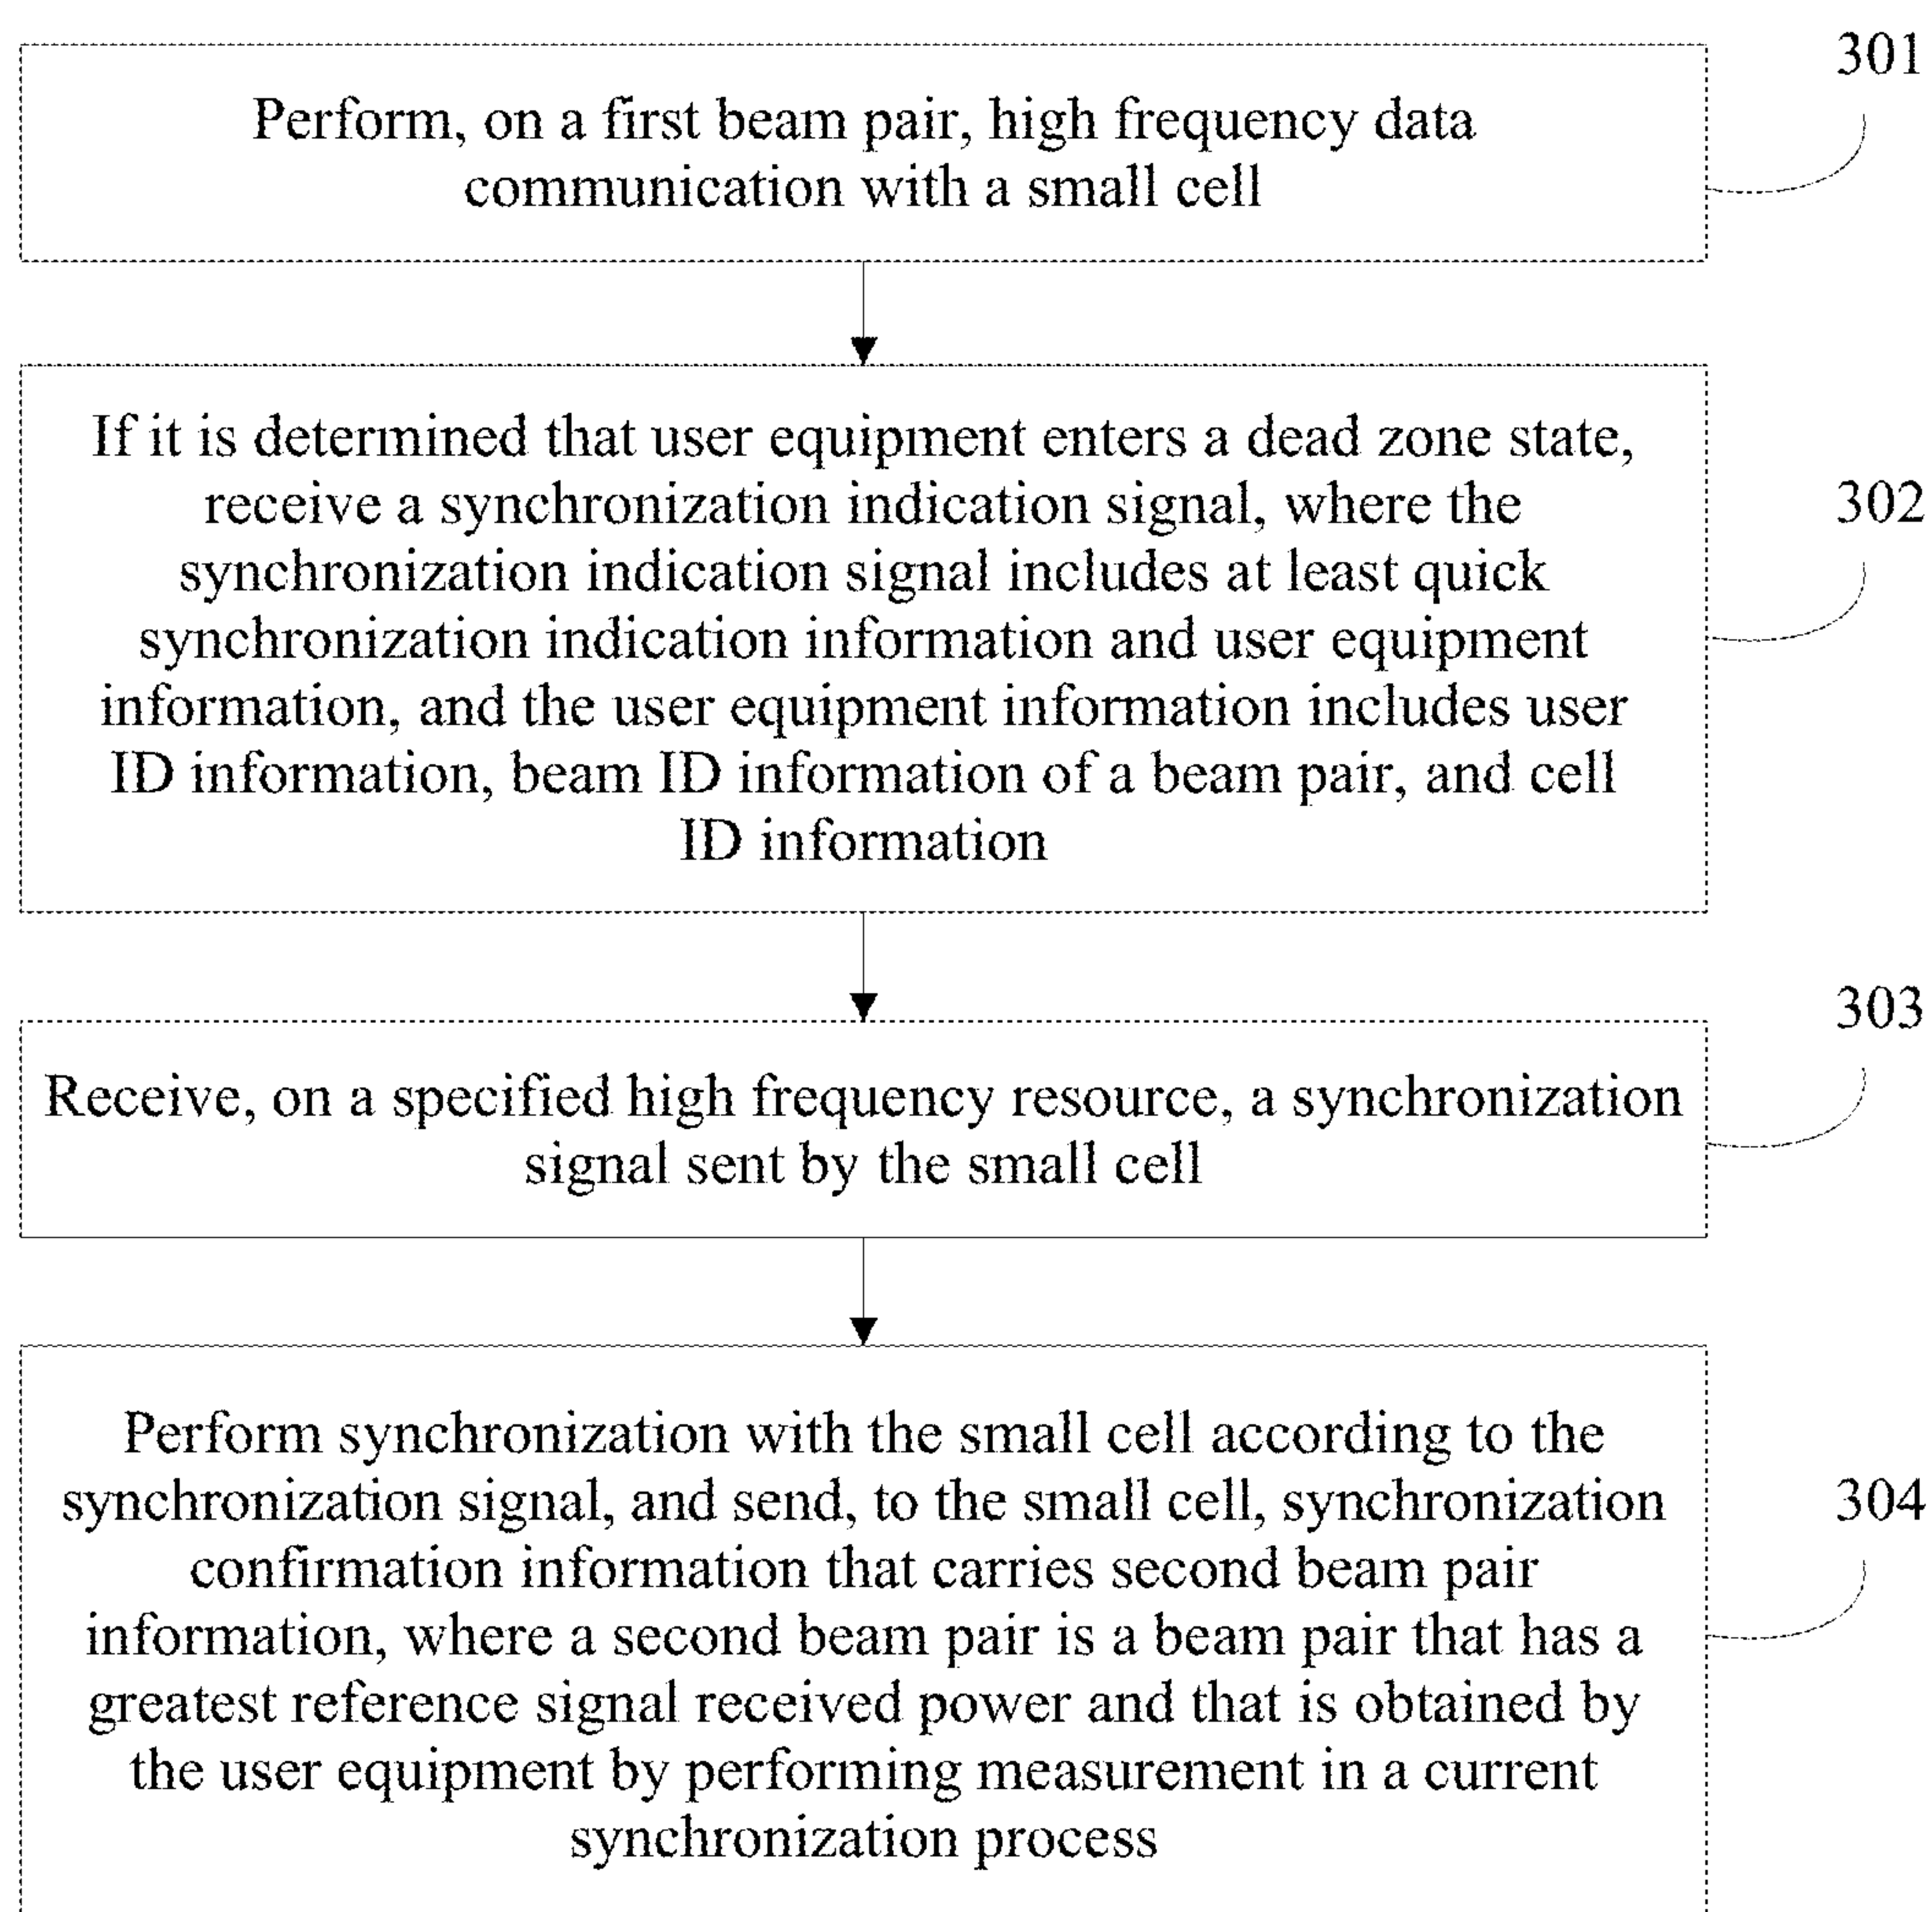 301
Perform, on a first beam pair, high frequency data
communication with a small cell
If it is determined that user equipment enters a dead zone state,
receive a synchronization indication signal, where the
302
synchronization indication signal includes at least quick
synchronization indication information and user equipment
information, and the user equipment information includes user
ID information, beam ID information of a beam pair, and cell
ID information
303
Receive, on a specified high frequency resource, a synchronization
signal sent by the small cell
Perform synchronization with the small cell according to the
synchronization signal, and send, to the small cell, synchronization
304
confirmation information that carries second beam pair
information, where a second beam pair is a beam pair that has a
greatest reference signal received power and that is obtained by
the user equipment by performing measurement in a current
synchronization process